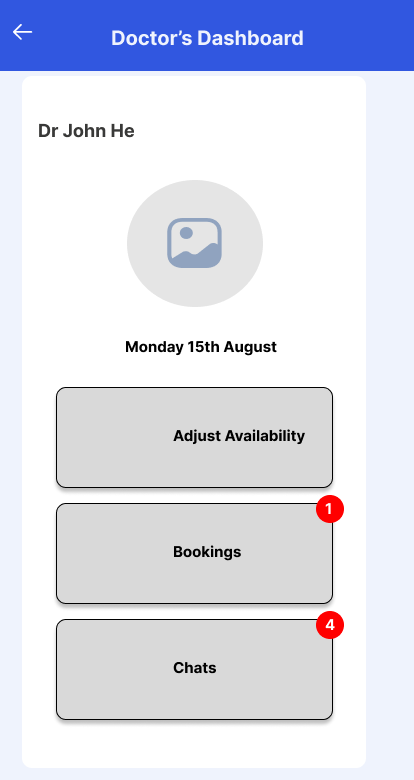 Doctor’s Dashboard
Dr John He
Monday 15th August
Adjust Availability
1
Bookings
4
Chats